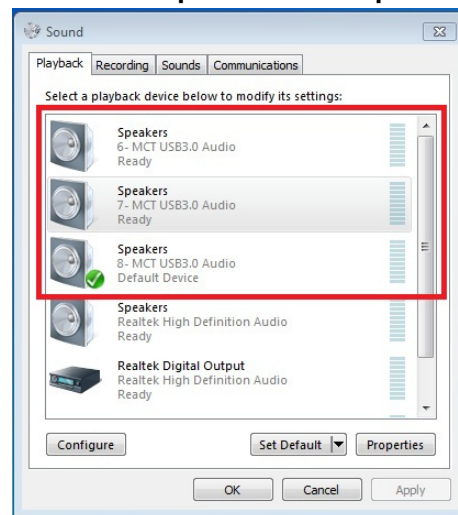 Sound
Playback Recording Sounds Communications
Select a playback device below to modify its settings:
Speakers
6- MCT USB3.0 Audio
Ready
Speakers
7- MCT USB3.0 Audio
Ready
Speakers
8- MCT USB3.0 Audio
Default Device
Speakers
Realtek High Definition Audio
Ready
Realtek Digital Output
Realtek High Definition Audio
Ready
Configure Set Default Properties
OK Cancel Apply